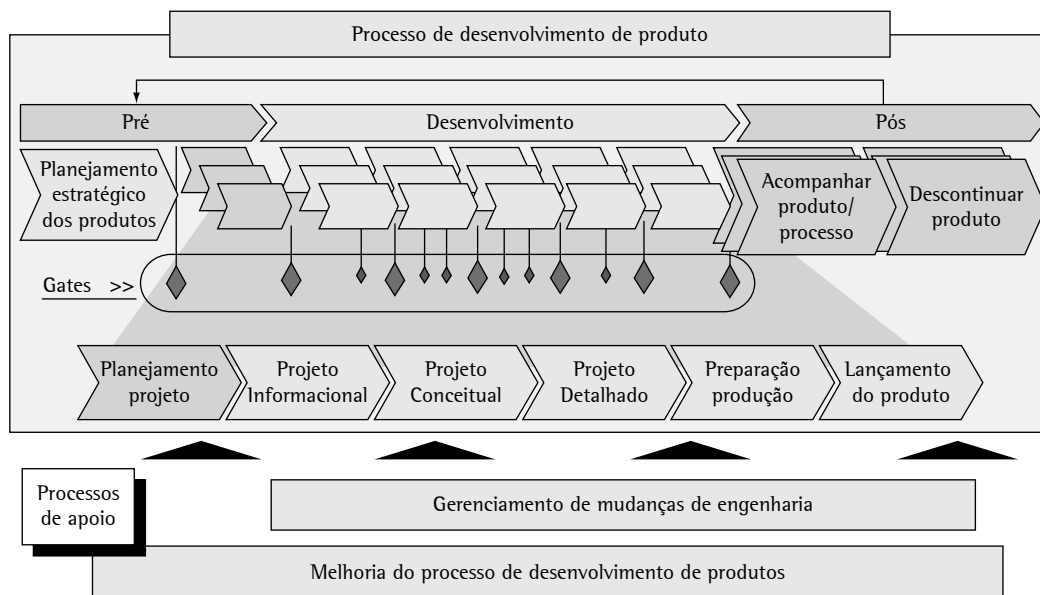 Processo de desenvolvimento de produto
Pré
Desenvolvimento
Pós
Planejamento
estratégico
dos produtos
Acompanhar
produto/
processo
Descontinuar
produto
Gates >>
Planejamento
projeto
Projeto
Informacional
Projeto
Conceitual
Projeto
Detalhado
Preparação
produção
Lançamento
do produto
Processos
de apoio
Gerenciamento de mudanças de engenharia
Melhoria do processo de desenvolvimento de produtos